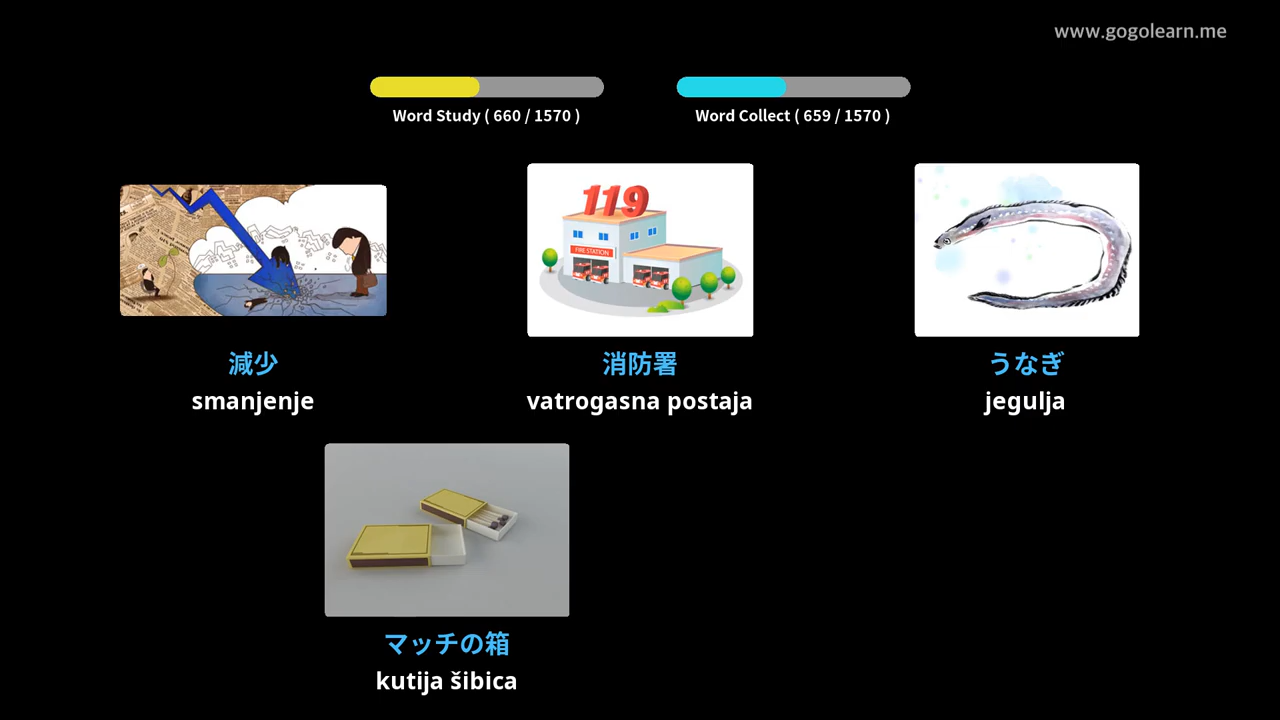 www.gogolearn.me
Word Study ( 660 / 1570 )
Word Collect ( 659 / 1570 )
119
FIRE STATION
減少
smanjenje
消防署
vatrogasna postaja
うなぎ
jegulja
マッチの箱
kutija šibica